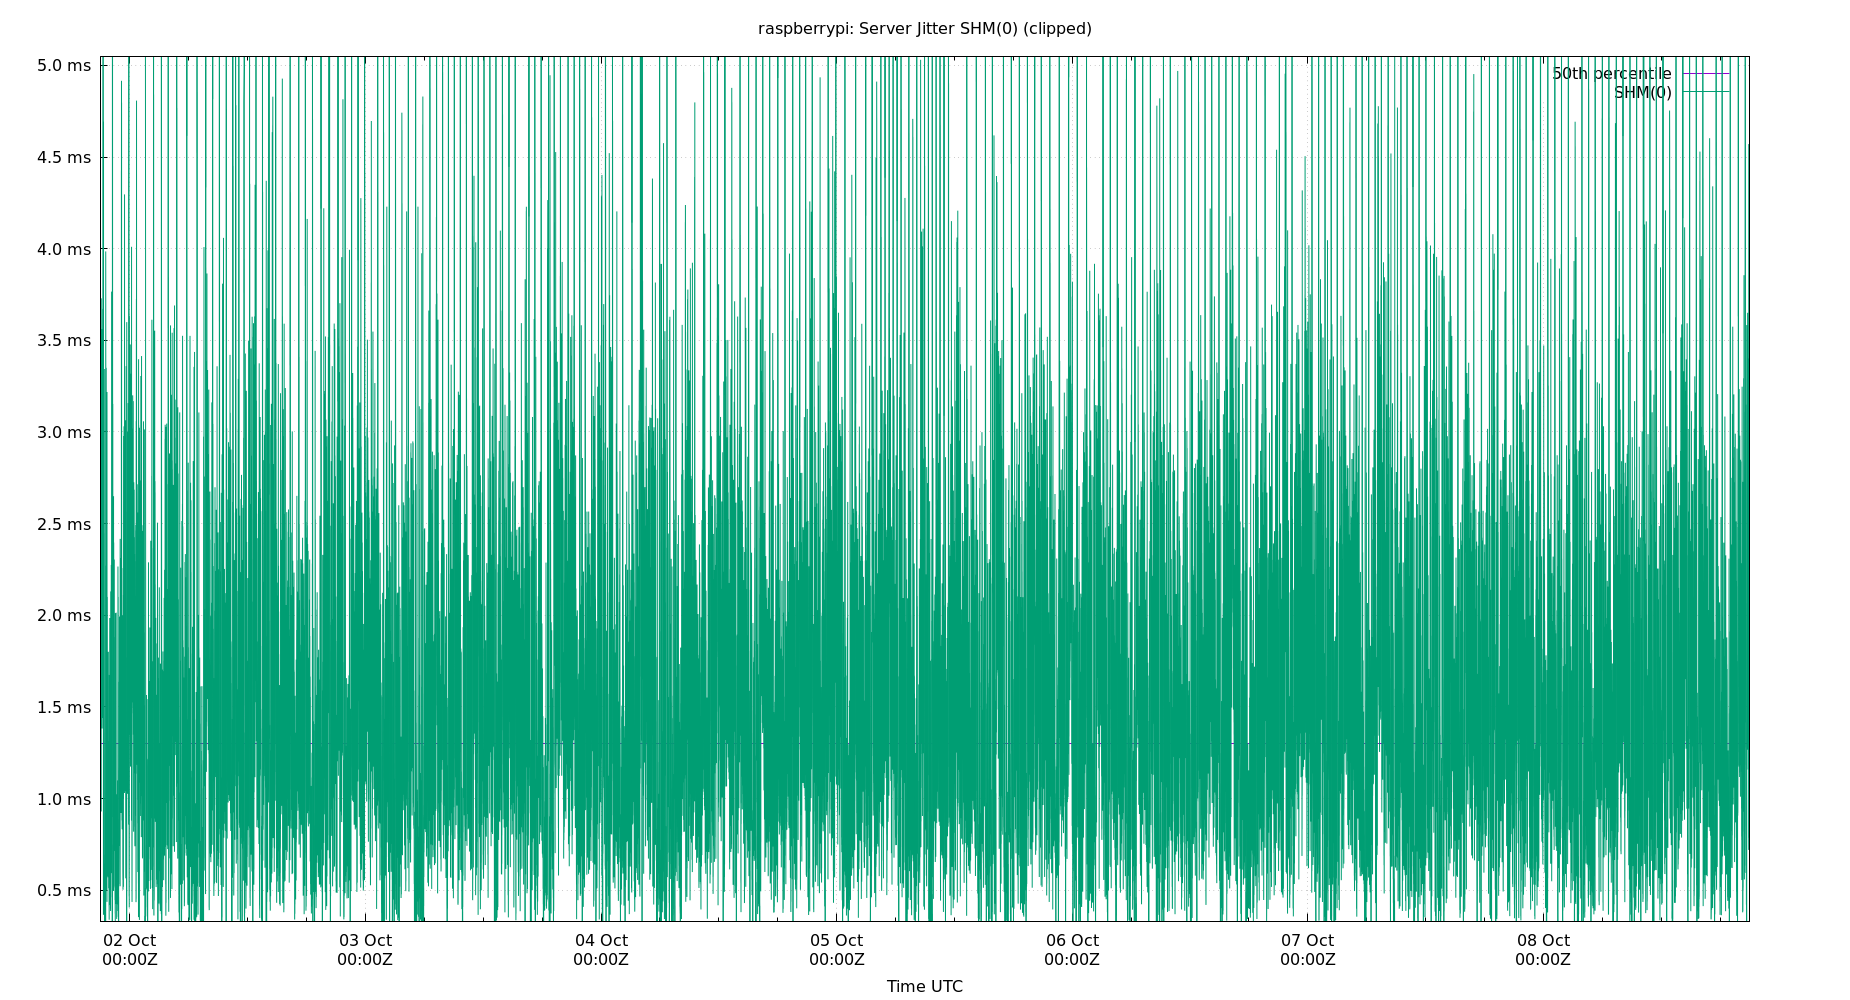 raspberrypi: Server Jitter SHM(0) (clipped)
5.0 ms
50th percentile
SHM(0)
4.5 ms
4.0 ms
3.5 ms
3.0 ms
2.5 ms
2.0 ms
1.5 ms
1.0 ms
0.5 ms
02 Oct 03 Oct 04 Oct 05 Oct 06 Oct 07 Oct 08 Oct
00:00Z 00:00Z 00:00Z 00:00Z 00:00Z 00:00Z 00:00Z
Time UTC